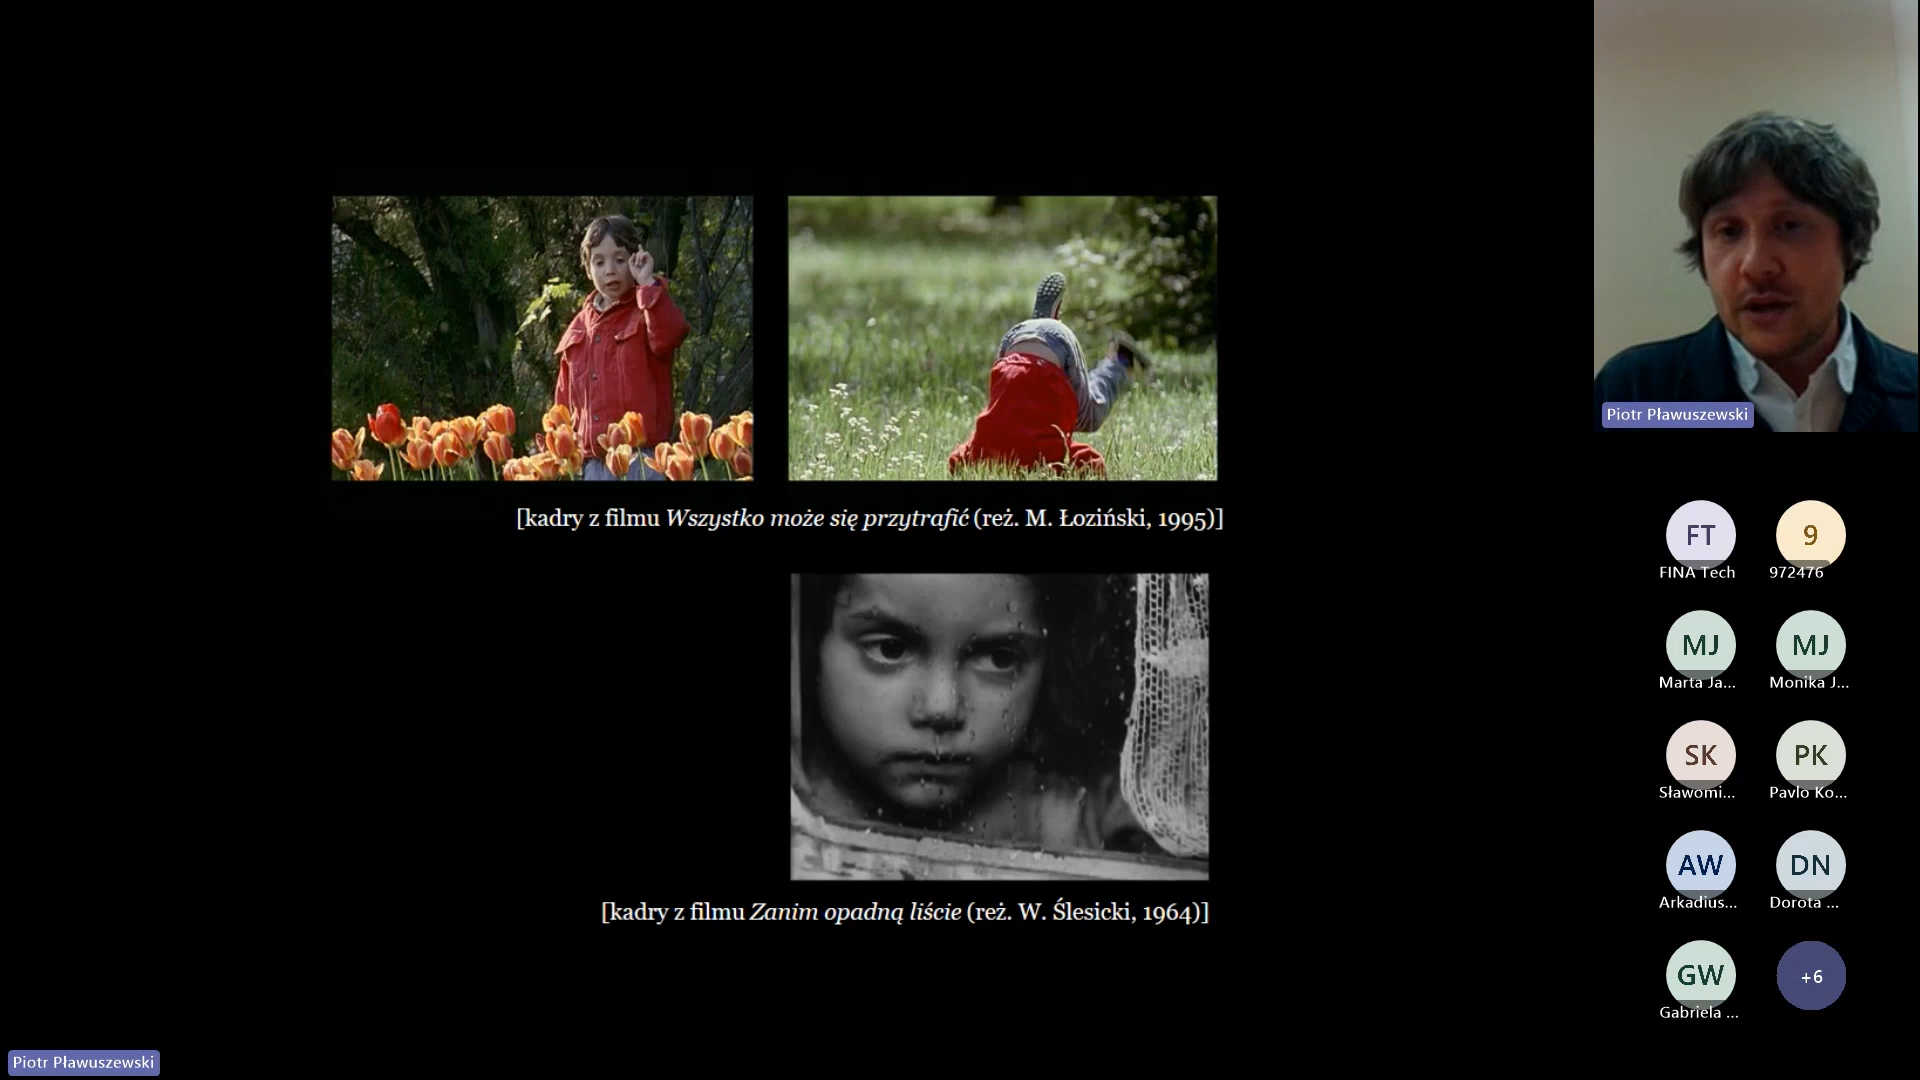 [kadry z filmu Wszystko może się przytrafić (reż. M. Łoziński, 1995)]
[kadry z filmu Zanim opadną liście (reż. W. Ślesicki, 1964)]
Piotr Pławuszewski
FT
FINA Tech
9
972476
MJ
Marta Ja...
MJ
Monika J...
SK
Sławomi...
PK
Pavlo Ko...
AW
Arkadius...
DN
Dorota ...
GW
Gabriela ...
+6
Piotr Pławuszewski